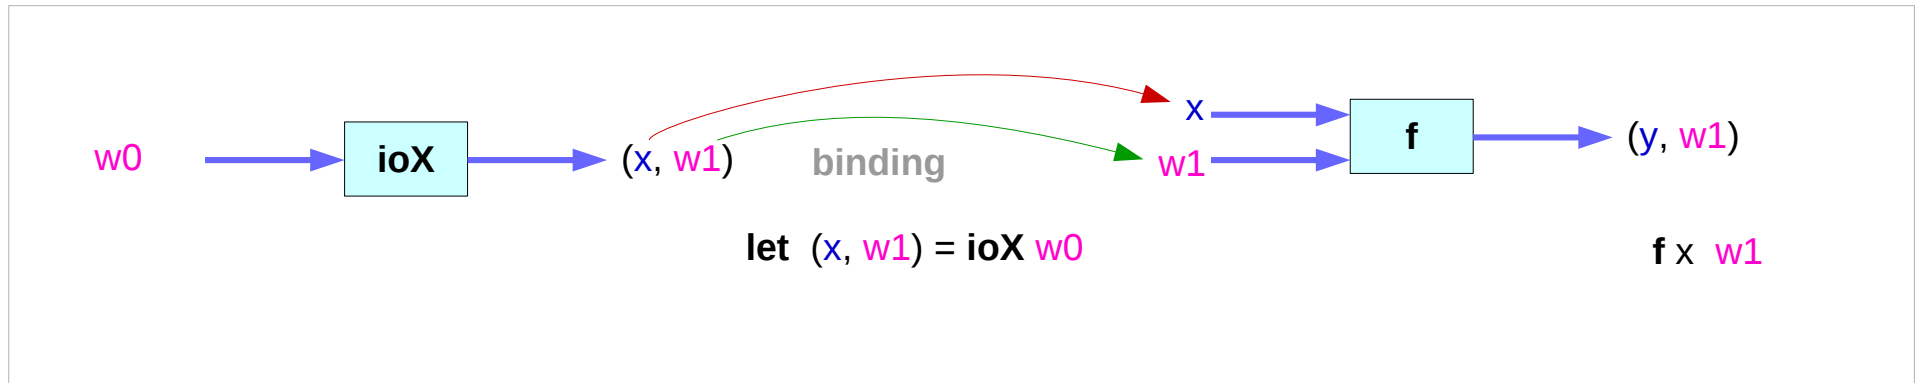 w0 ioX (x, w1) binding x w1 f (y, w1)
let (x, w1) = ioX w0 f x w1